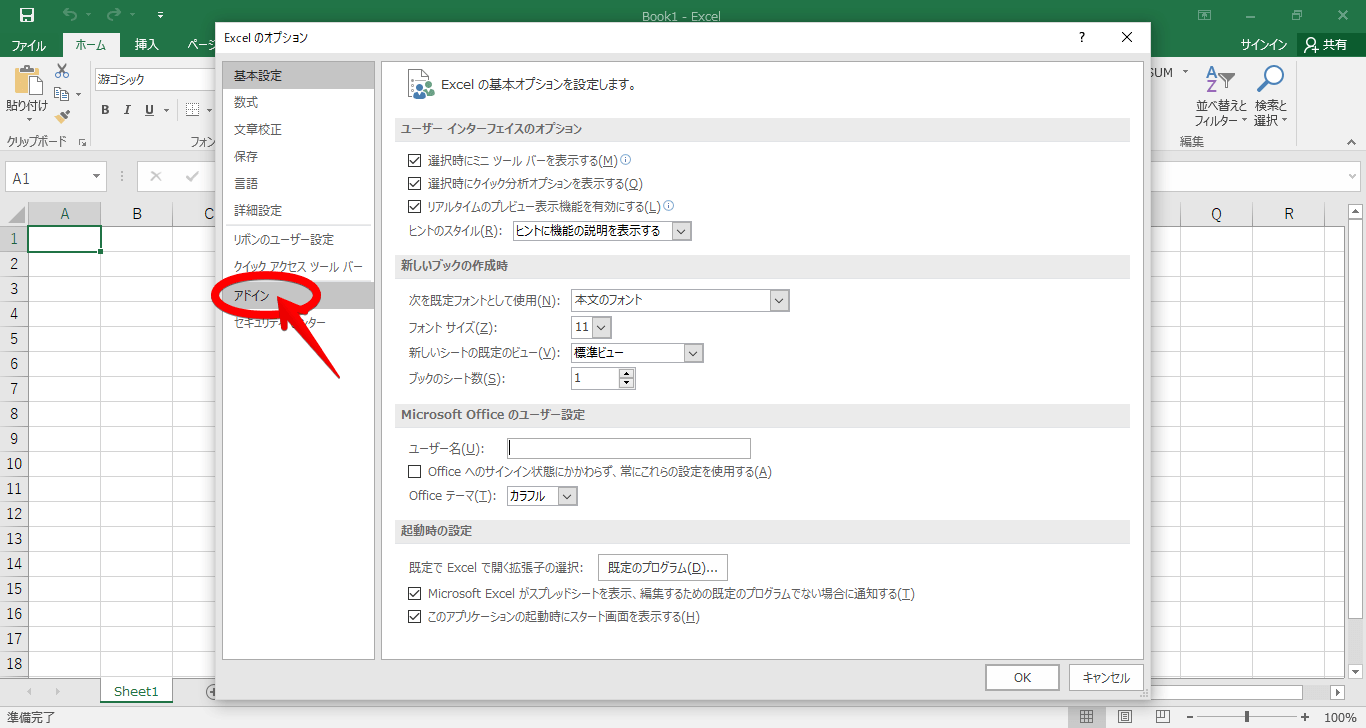 Book1 - Excel
ファイル
ホーム
挿入
サインイン
共有
貼り付け
游ゴシック
B I U
クリップボード
並べ替えと
フィルター
検索と
選択
編集
A1
A B C Q R
1
2
3
4
5
6
7
8
9
10
11
12
13
14
15
16
17
18
Excel のオプション
?
基本設定
数式
文章校正
保存
言語
詳細設定
リボンのユーザー設定
クイック アクセス ツール バー
アドイン
Excel の基本オプションを設定します。
ユーザー インターフェイスのオプション
選択時にミニ ツール バーを表示する(M)
選択時にクイック分析オプションを表示する(Q)
リアルタイムのプレビュー表示機能を有効にする(L)
ヒントのスタイル(R): ヒントに機能の説明を表示する
新しいブックの作成時
次を既定フォントとして使用(N): 本文のフォント
フォント サイズ(Z): 11
新しいシートの既定のビュー(V): 標準ビュー
ブックのシート数(S): 1
Microsoft Office のユーザー設定
ユーザー名(U):
Office へのサインイン状態にかかわらず、常にこれらの設定を使用する(A)
Office テーマ(T): カラフル
起動時の設定
既定で Excel で開く拡張子の選択: 既定のプログラム(D)...
Microsoft Excel がスプレッドシートを表示、編集するための既定のプログラムでない場合に通知する(T)
このアプリケーションの起動時にスタート画面を表示する(H)
OK
キャンセル
Sheet1
準備完了
100%